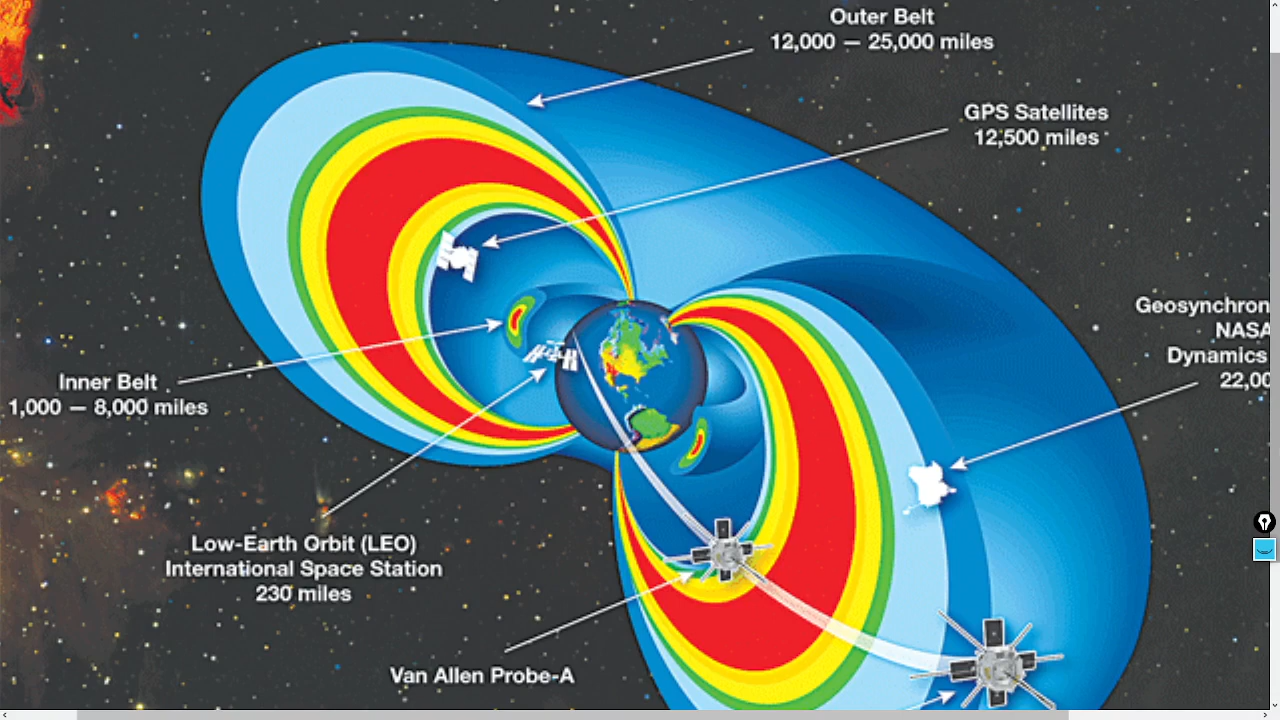 Outer Belt
12,000 — 25,000 miles
GPS Satellites
12,500 miles
Geosynchron
NASA
Dynamics
22,00
Inner Belt
1,000 — 8,000 miles
Low-Earth Orbit (LEO)
International Space Station
230 miles
Van Allen Probe-A